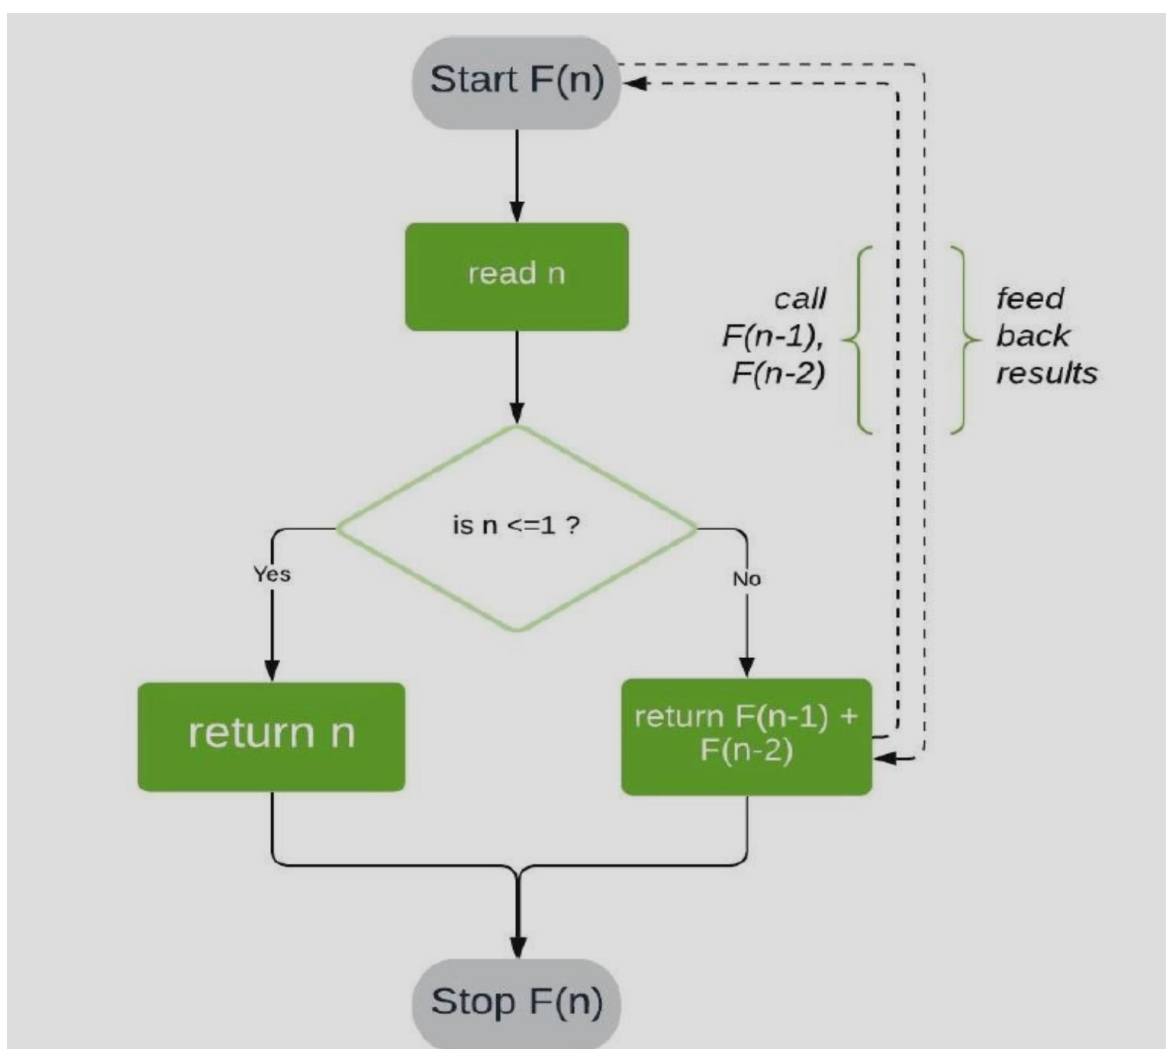 Start F(n)
read n
call
F(n-1),
F(n-2)
feed
back
results
is n <=1 ?
Yes
No
return n
return F(n-1) +
F(n-2)
Stop F(n)